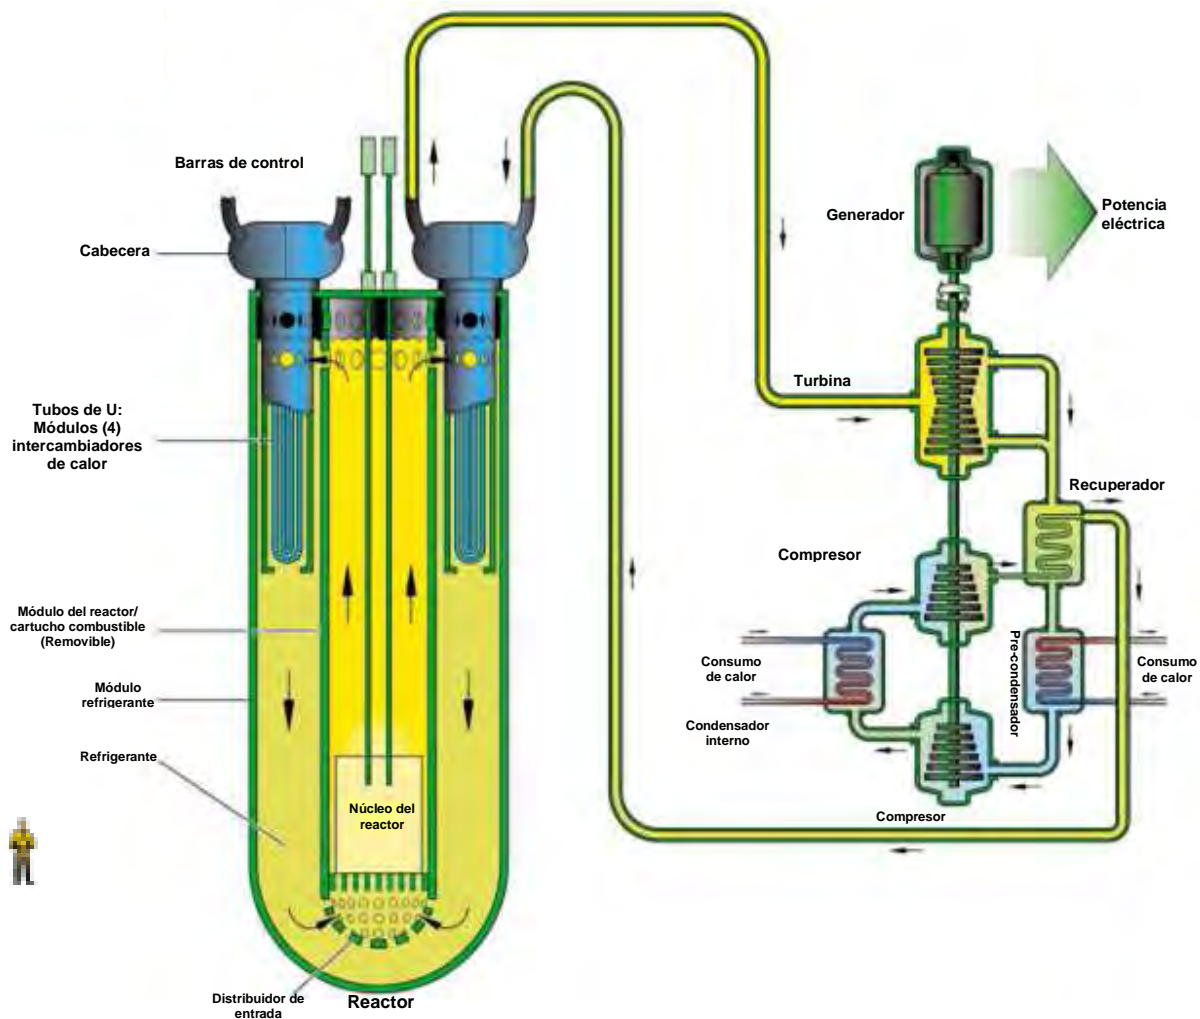 Barras de control
Cabecera
Tubos de U:
Módulos (4)
intercambiadores
de calor
Módulo del reactor/
cartucho combustible
(Removible)
Módulo
refrigerante
Refrigerante
Núcleo del
reactor
Distribuidor de
entrada
Reactor
Generador
Potencia
eléctrica
Turbina
Recuperador
Compresor
Consumo
de calor
Pre-condensador
Consumo
de calor
Condensador
interno
Compresor